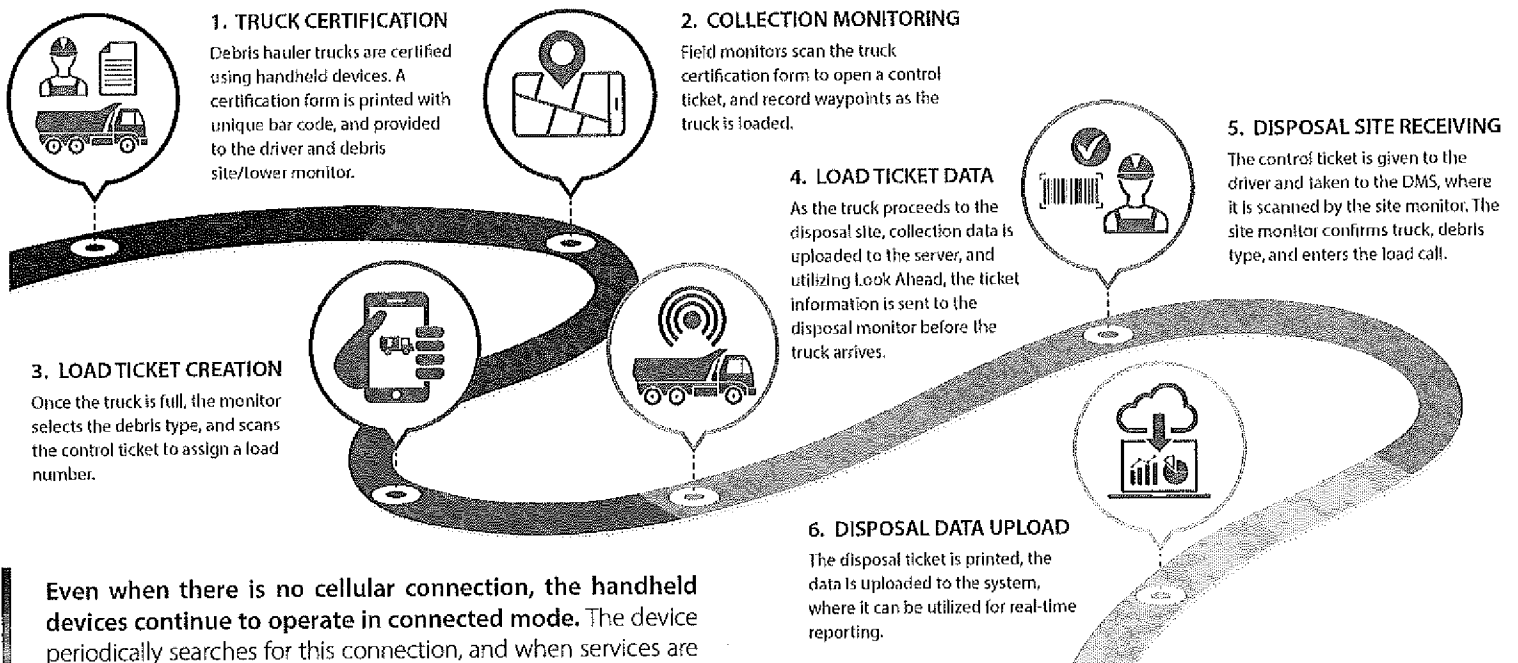 1. TRUCK CERTIFICATION
Debris hauler trucks are certified
using handheld devices. A
certification form is printed with
unique bar code, and provided
to the driver and debris
site/tower monitor.
2. COLLECTION MONITORING
Field monitors scan the truck
certification form to open a control
ticket, and record waypoints as the
truck is loaded.
3. LOAD TICKET CREATION
Once the truck is full, the monitor
selects the debris type, and scans
the control ticket to assign a load
number.
4. LOAD TICKET DATA
As the truck proceeds to the
disposal site, collection data is
uploaded to the server, and
utilizing Look Ahead, the ticket
information is sent to the
disposal monitor before the
truck arrives.
5. DISPOSAL SITE RECEIVING
The control ticket is given to the
driver and taken to the DMS, where
it is scanned by the site monitor. The
site monitor confirms truck, debris
type, and enters the load call.
6. DISPOSAL DATA UPLOAD
The disposal ticket is printed, the
data is uploaded to the system,
where it can be utilized for real-time
reporting.
Even when there is no cellular connection, the handheld
devices continue to operate in connected mode. The device
periodically searches for this connection, and when services are